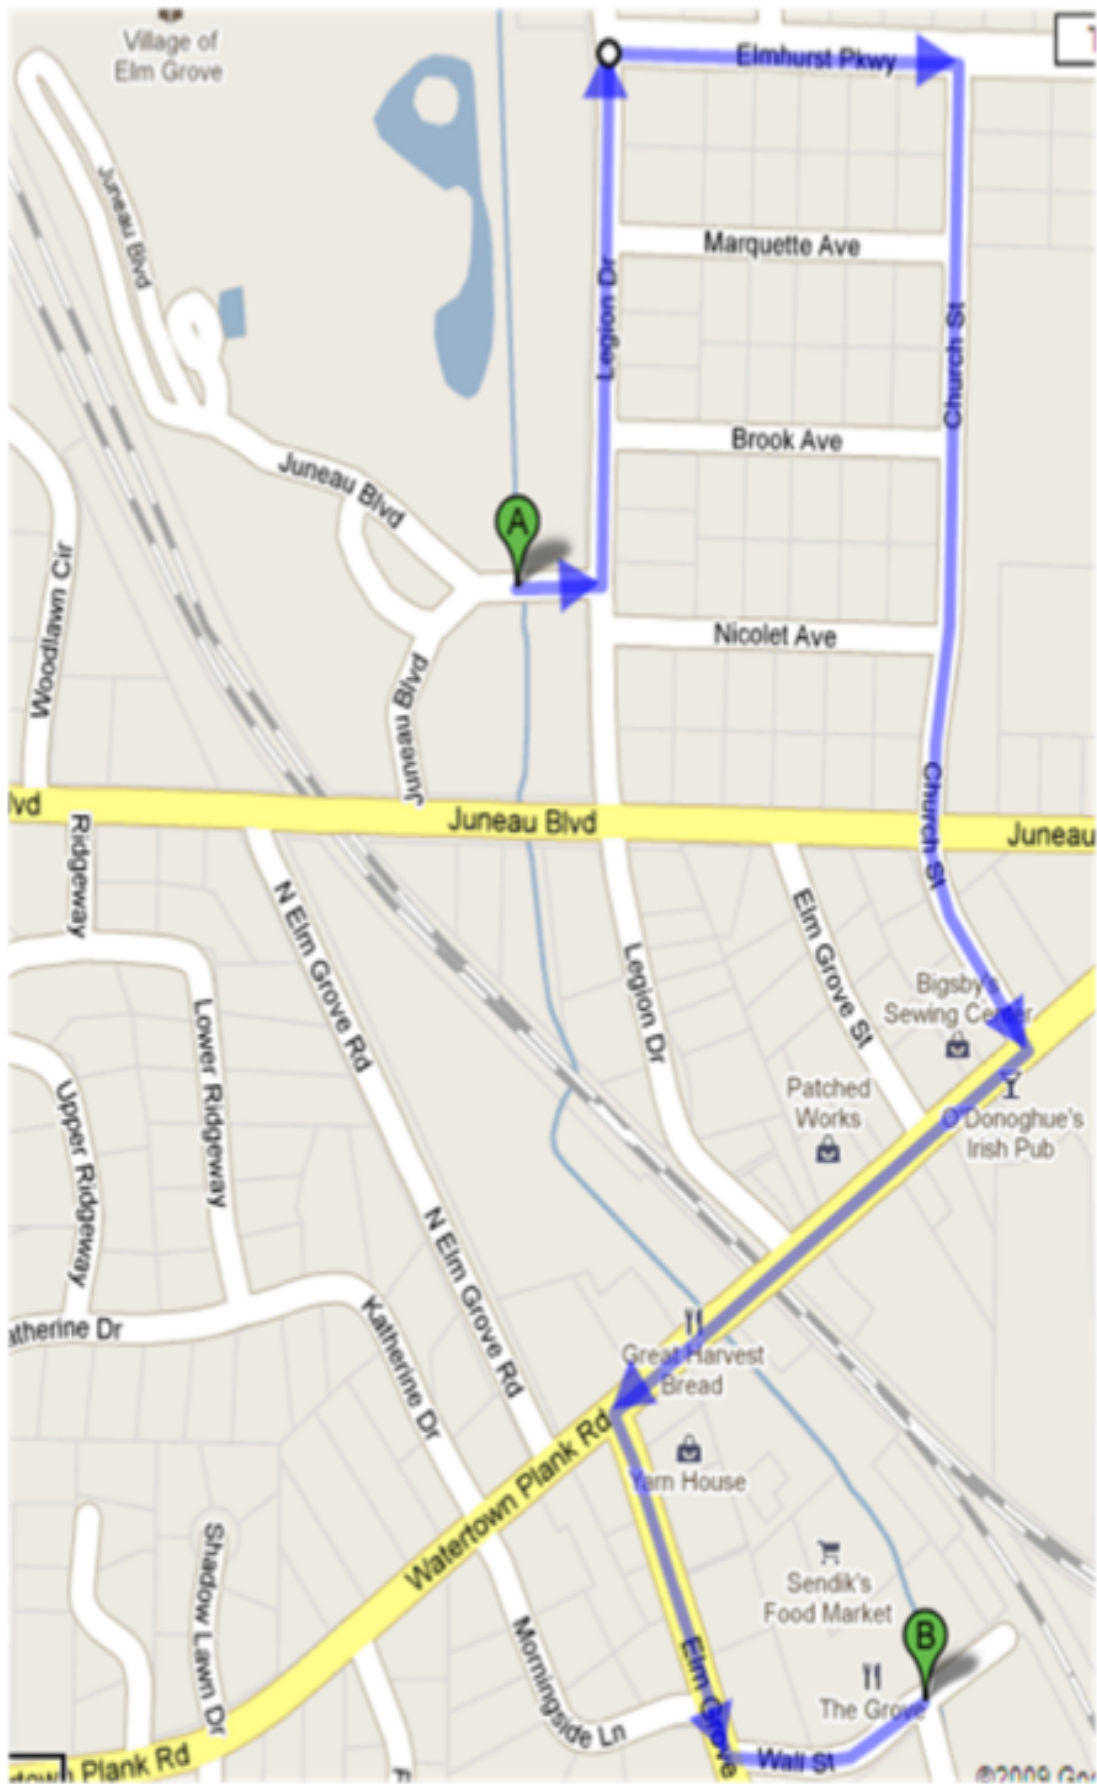 Village of
Elm Grove
Elmhurst Pkwy
T
Juneau Blvd
Marquette Ave
Legion Dr
Church St
Brook Ave
Juneau Blvd
A
Woodlawn Cir
Nicolet Ave
Juneau Blvd
lvd
Juneau Blvd
Juneau
Church St
Ridgeway
N Elm Grove Rd
Elm Grove St
Legion Dr
Bigsby's
Sewing Center
Lower Ridgeway
Upper Ridgeway
Patched
Works
O'Donoghue's
Irish Pub
N Elm Grove Rd
atherine Dr
Katherine Dr
Great Harvest
Bread
Yarn House
Watertown Plank Rd
Shadow Lawn Dr
Sendik's
Food Market
B
Morningside Ln
Elm Grove
The Grove
Wall St
town Plank Rd
©2009 Goo